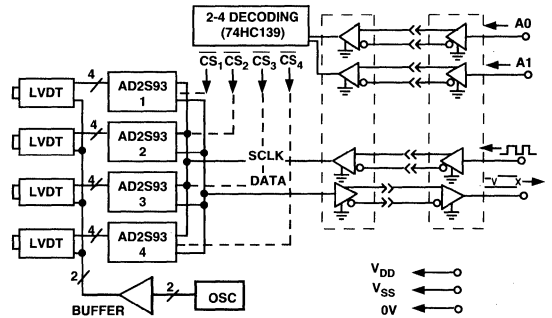 2-4 DECODING
(74HC139)
A0
A1
CS1 CS2 CS3 CS4
LVDT
4
AD2S93
1
LVDT
4
AD2S93
2
SCLK
LVDT
4
AD2S93
3
DATA
LVDT
4
AD2S93
4
V X
2
BUFFER
2
OSC
VDD
VSS
0V